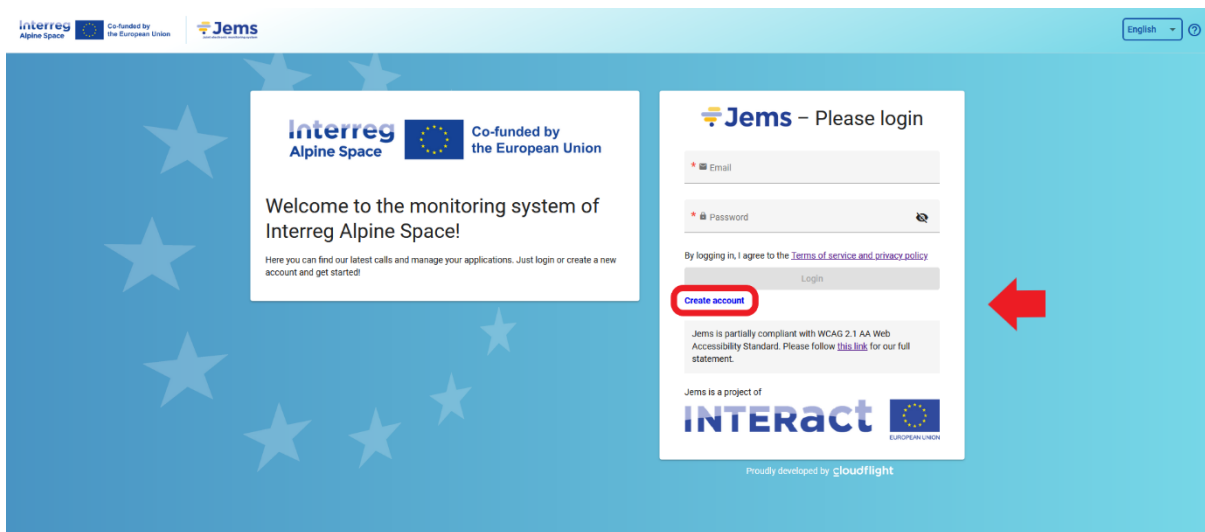 Interreg
Alpine Space
Co-funded by
the European Union
Jems
English
Interreg
Alpine Space
Co-funded by
the European Union
Welcome to the monitoring system of
Interreg Alpine Space!
Here you can find our latest calls and manage your applications. Just login or create a new
account and get started!
Jems – Please login
* Email
* Password
By logging in, I agree to the Terms of service and privacy policy
Login
Create account
Jems is partially compliant with WCAG 2.1 AA Web
Accessibility Standard. Please follow this link for our full
statement.
Jems is a project of
INTERact
EUROPEAN UNION
Proudly developed by cloudflight